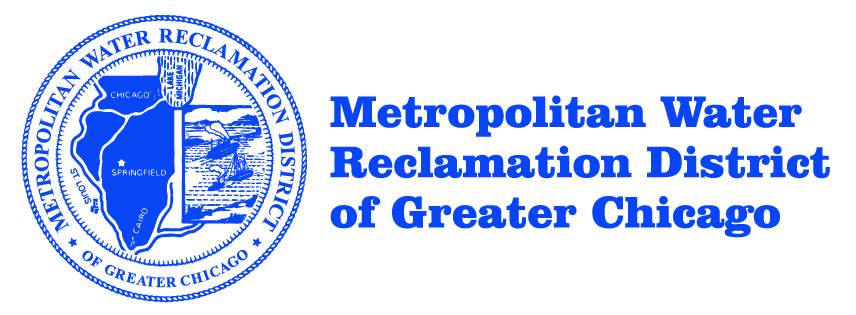 METROPOLITAN WATER RECLAMATION DISTRICT
OF GREATER CHICAGO
LAKE
MICHIGAN
CHICAGO
SPRINGFIELD
ST. LOUIS
CAIRO
Metropolitan Water
Reclamation District
of Greater Chicago